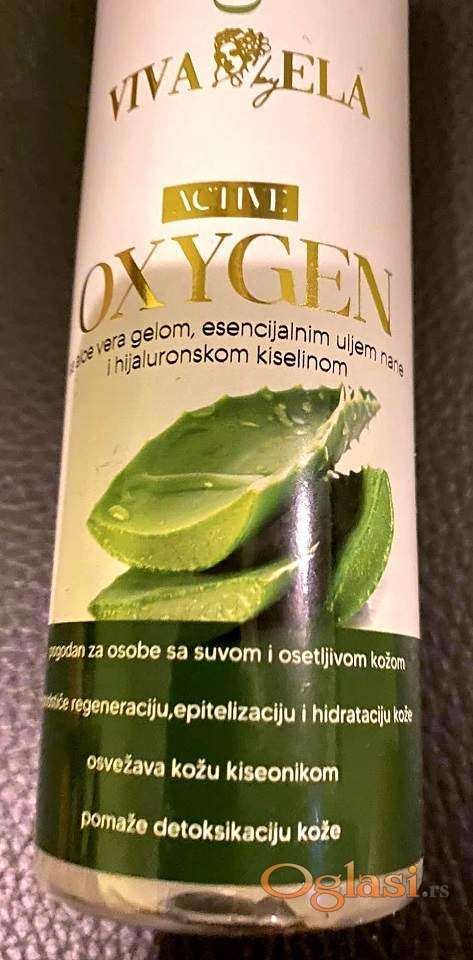 VIVA by ELA
ACTIVE
OXYGEN
aloe vera gelom, esencijalnim uljem nane
i hijaluronskom kiselinom
pogodan za osobe sa suvom i osetljivom kožom
regeneraciju,epitelizaciju i hidrataciju kože
osvežava kožu kiseonikom
pomaže detoksikaciju kože
Oglasi.rs